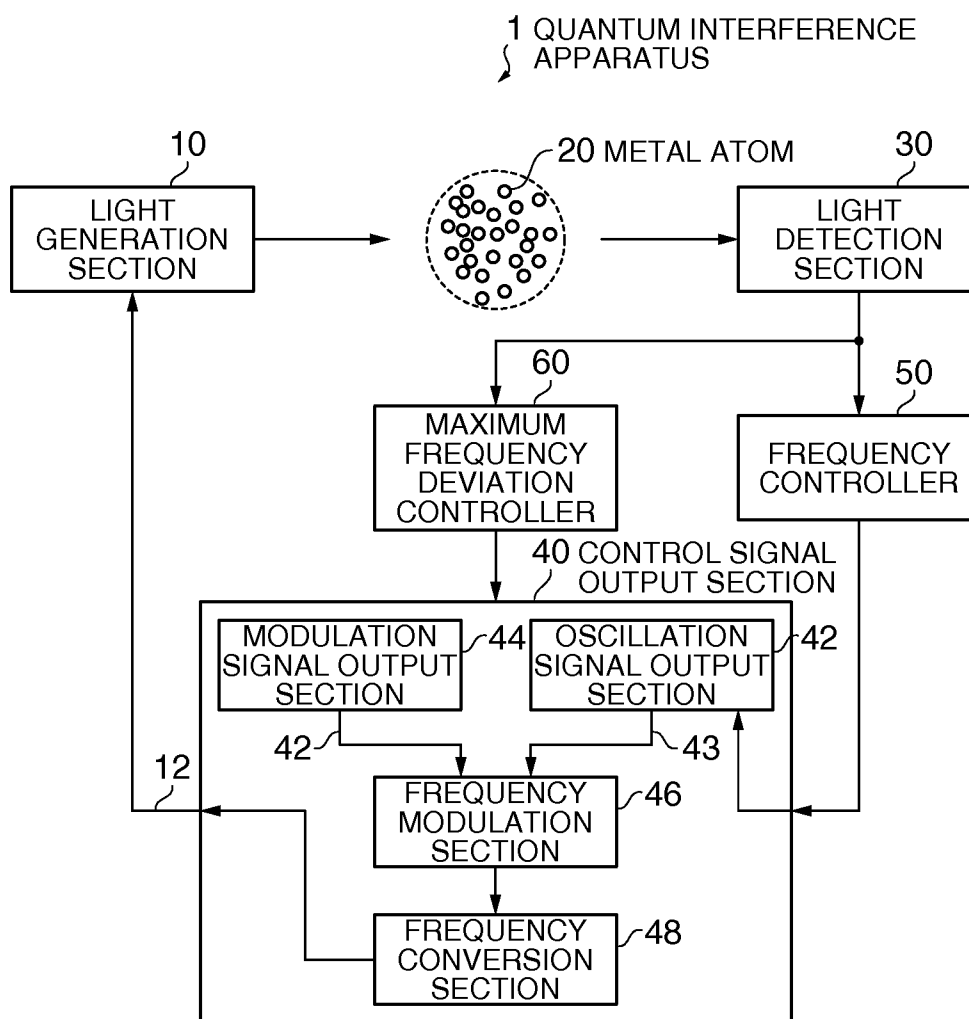 1 QUANTUM INTERFERENCE
APPARATUS
10
20 METAL ATOM
30
LIGHT
GENERATION
SECTION
LIGHT
DETECTION
SECTION
60
50
MAXIMUM
FREQUENCY
DEVIATION
CONTROLLER
FREQUENCY
CONTROLLER
40 CONTROL SIGNAL
OUTPUT SECTION
MODULATION
SIGNAL OUTPUT
SECTION
44
OSCILLATION
SIGNAL OUTPUT
SECTION
42
42
43
12
FREQUENCY
MODULATION
SECTION
46
FREQUENCY
CONVERSION
SECTION
48